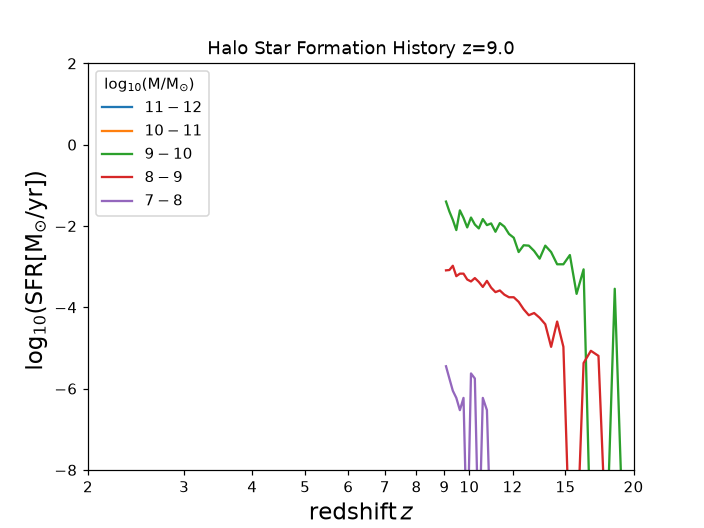 Halo Star Formation History z=9.0
log₁₀(SFR[M☉/yr])
2
0
−2
−4
−6
−8
log₁₀(M/M☉)
11 − 12
10 − 11
9 − 10
8 − 9
7 − 8
2 3 4 5 6 7 8 9 10 12 15 20
redshift z